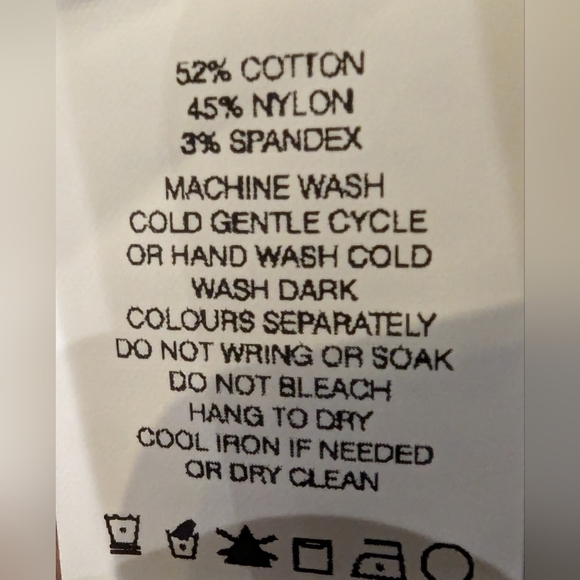 52% COTTON
45% NYLON
3% SPANDEX
MACHINE WASH
COLD GENTLE CYCLE
OR HAND WASH COLD
WASH DARK
COLOURS SEPARATELY
DO NOT WRING OR SOAK
DO NOT BLEACH
HANG TO DRY
COOL IRON IF NEEDED
OR DRY CLEAN